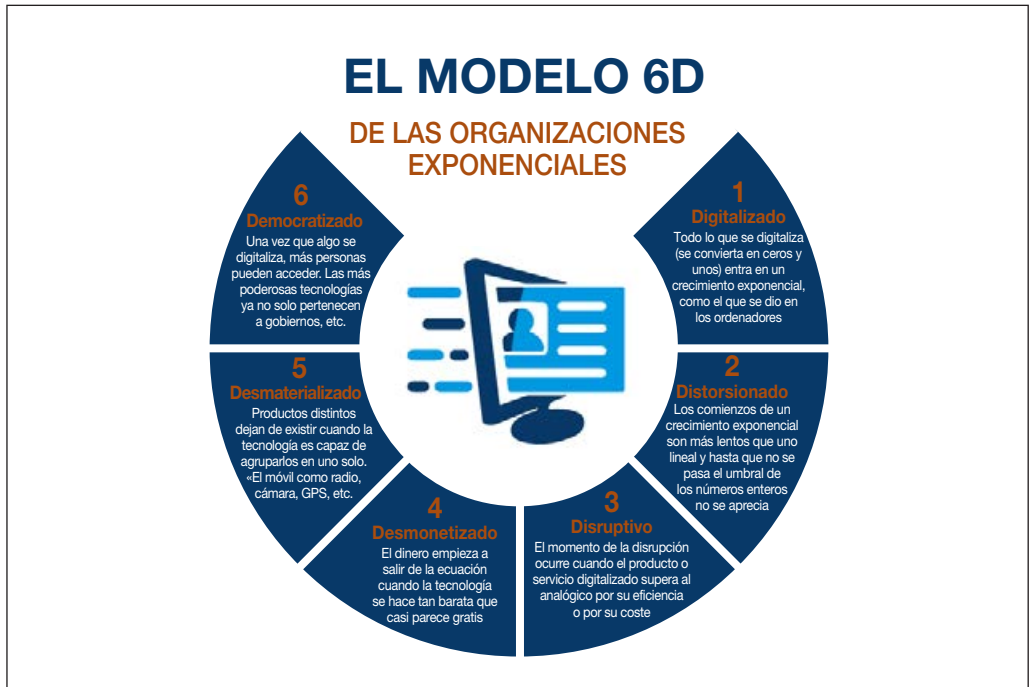 EL MODELO 6D
DE LAS ORGANIZACIONES
EXPONENCIALES
1
Digitalizado
Todo lo que se digitaliza
(se convierta en ceros y
unos) entra en un
crecimiento exponencial,
como el que se dio en
los ordenadores
2
Distorsionado
Los comienzos de un
crecimiento exponencial
son más lentos que uno
lineal y hasta que no se
pasa el umbral de
los números enteros
no se aprecia
3
Disruptivo
El momento de la disrupción
ocurre cuando el producto o
servicio digitalizado supera al
analógico por su eficiencia
o por su coste
4
Desmonetizado
El dinero empieza a
salir de la ecuación
cuando la tecnología
se hace tan barata que
casi parece gratis
5
Desmaterializado
Productos distintos
dejan de existir cuando la
tecnología es capaz de
agruparlos en uno solo.
«El móvil como radio,
cámara, GPS, etc.
6
Democratizado
Una vez que algo se
digitaliza, más personas
pueden acceder. Las más
poderosas tecnologías
ya no solo pertenecen
a gobiernos, etc.